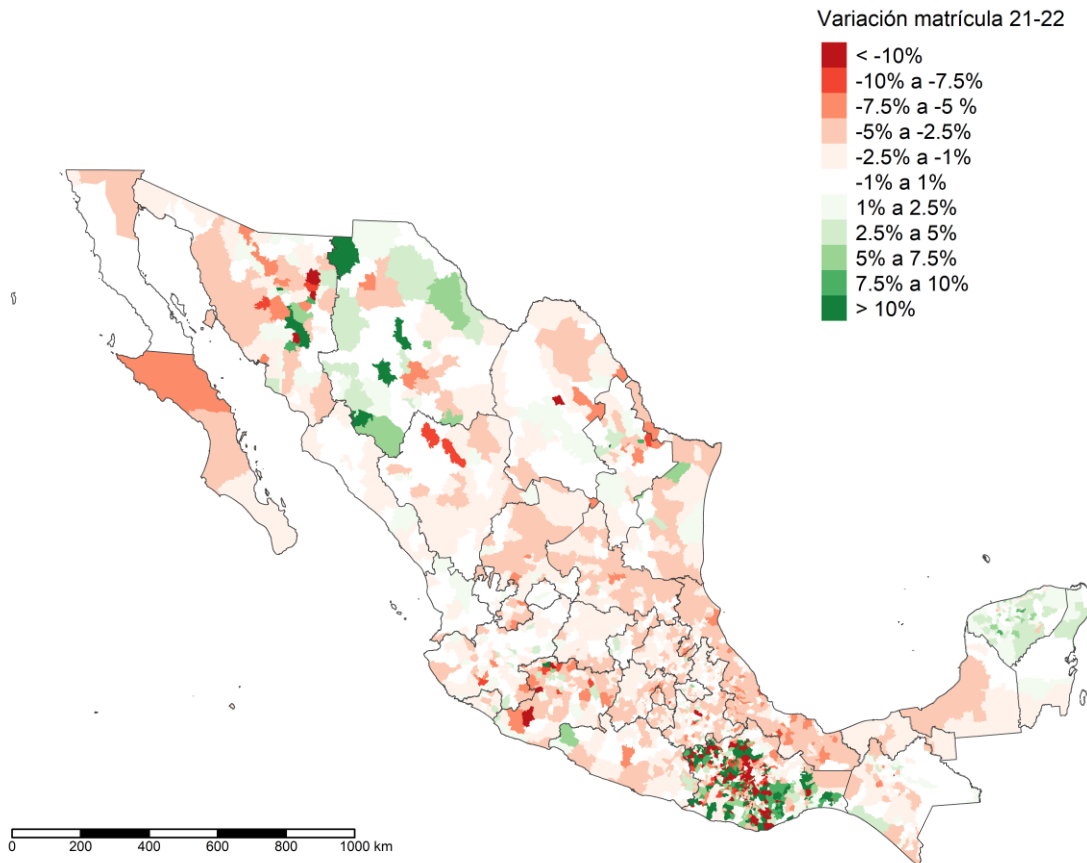 Variación matrícula 21-22
< -10%
-10% a -7.5%
-7.5% a -5 %
-5% a -2.5%
-2.5% a -1%
-1% a 1%
1% a 2.5%
2.5% a 5%
5% a 7.5%
7.5% a 10%
> 10%
0 200 400 600 800 1000 km